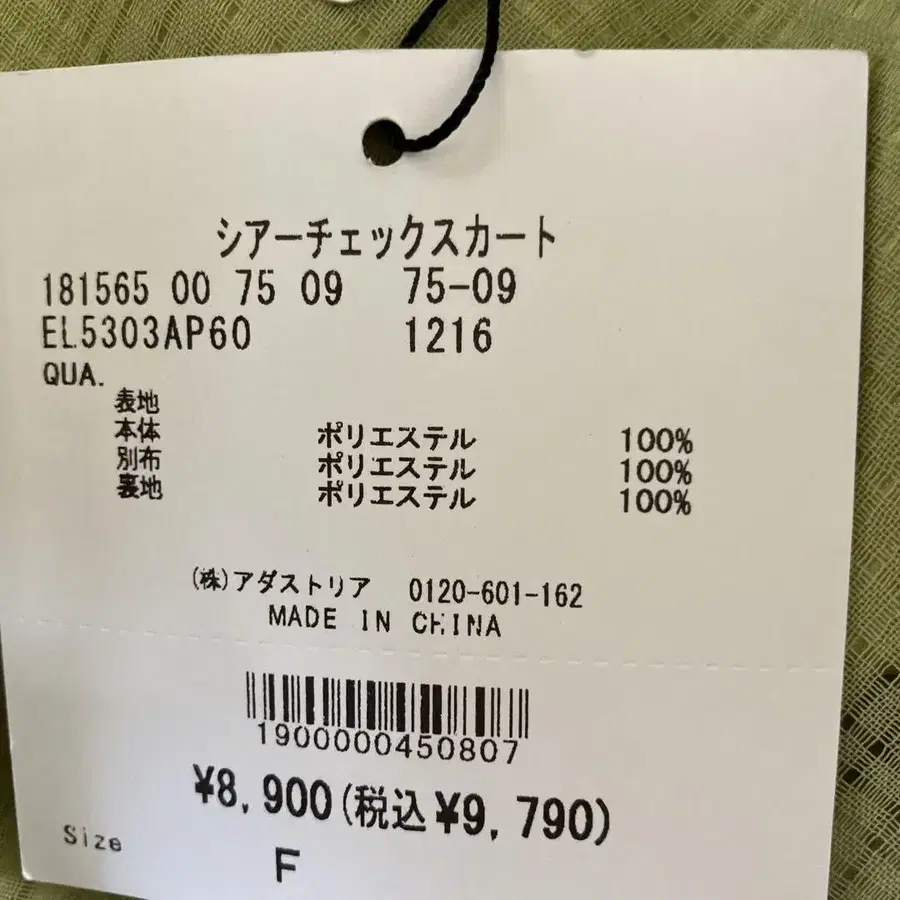 シアーチェックスカート
181565 00 75 09 75-09
EL5303AP60 1216
QUA.
表地
本体 ポリエステル 100%
別布 ポリエステル 100%
裏地 ポリエステル 100%
(株)アダストリア 0120-601-162
MADE IN CHINA
1900000450807
¥8,900(税込¥9,790)
Size F